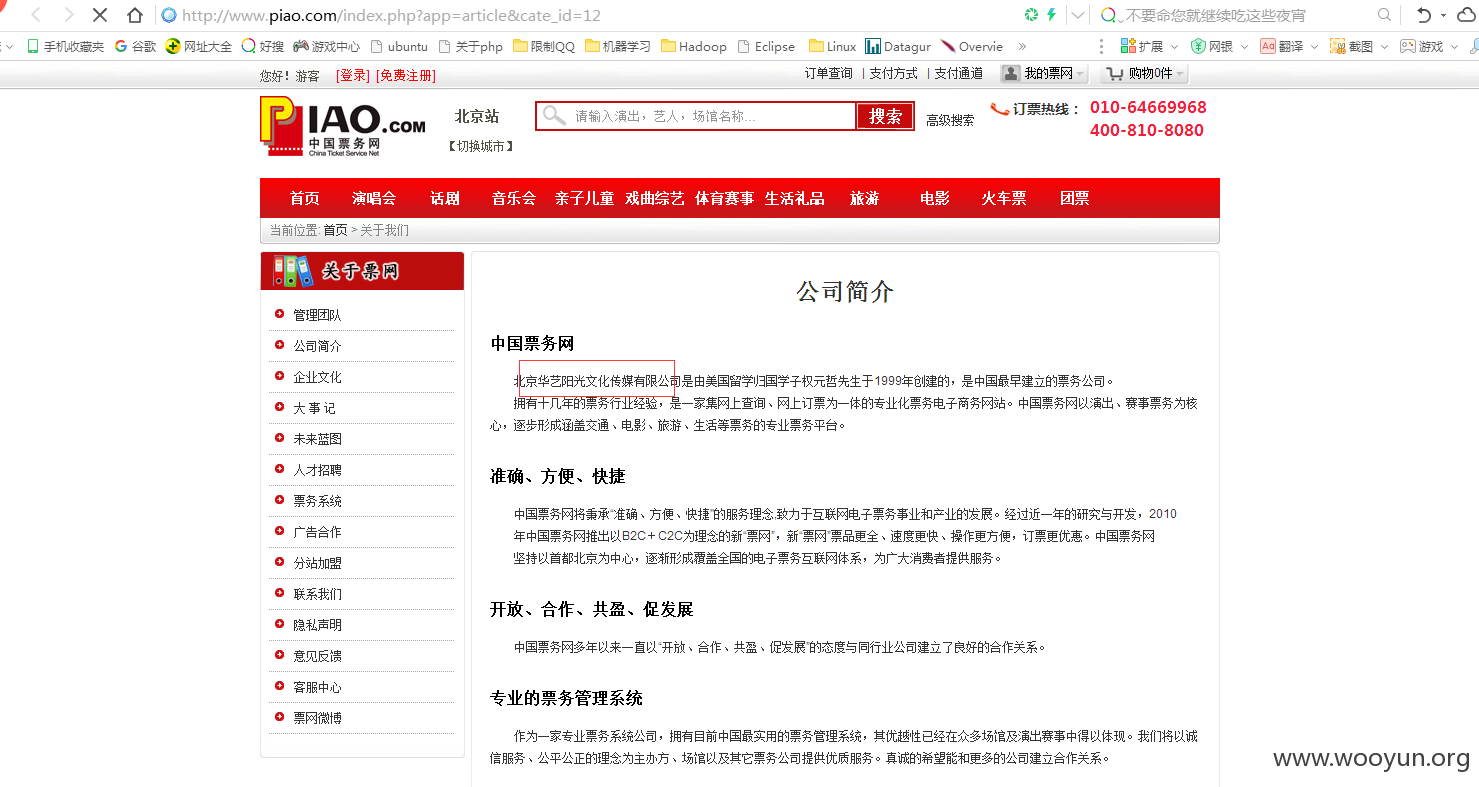 http://www.piao.com/index.php?app=article&cate_id=12
不要命您就继续吃这些夜宵
手机收藏夹 谷歌 网址大全 好搜 游戏中心 ubuntu 关于php 限制QQ 机器学习 Hadoop Eclipse Linux Datagur Overvie » 扩展 网银 翻译 截图 游戏
您好！游客 [登录] [免费注册]
订单查询 | 支付方式 | 支付通道 我的票网 购物0件
PIAO.COM
中国票务网
China Ticket Service Net
北京站
【切换城市】
请输入演出，艺人，场馆名称...
搜索
高级搜索
订票热线： 010-64669968
400-810-8080
首页 演唱会 话剧 音乐会 亲子儿童 戏曲综艺 体育赛事 生活礼品 旅游 电影 火车票 团票
当前位置: 首页 > 关于我们
关于票网
管理团队
公司简介
企业文化
大 事 记
未来蓝图
人才招聘
票务系统
广告合作
分站加盟
联系我们
隐私声明
意见反馈
客服中心
票网微博
公司简介
中国票务网
北京华艺阳光文化传媒有限公司是由美国留学归国学子权元哲先生于1999年创建的，是中国最早建立的票务公司。
拥有十几年的票务行业经验，是一家集网上查询、网上订票为一体的专业化票务电子商务网站。中国票务网以演出、赛事票务为核
心，逐步形成涵盖交通、电影、旅游、生活等票务的专业票务平台。
准确、方便、快捷
中国票务网将秉承“准确、方便、快捷”的服务理念,致力于互联网电子票务事业和产业的发展。经过近一年的研究与开发，2010
年中国票务网推出以B2C＋C2C为理念的新“票网”，新“票网”票品更全、速度更快、操作更方便，订票更优惠。中国票务网
坚持以首都北京为中心，逐渐形成覆盖全国的电子票务互联网体系，为广大消费者提供服务。
开放、合作、共盈、促发展
中国票务网多年以来一直以“开放、合作、共盈、促发展”的态度与同行业公司建立了良好的合作关系。
专业的票务管理系统
作为一家专业票务系统公司，拥有目前中国最实用的票务管理系统，其优越性已经在众多场馆及演出赛事中得以体现。我们将以诚
信服务、公平公正的理念为主办方、场馆以及其它票务公司提供优质服务。真诚的希望能和更多的公司建立合作关系。
www.wooyun.org